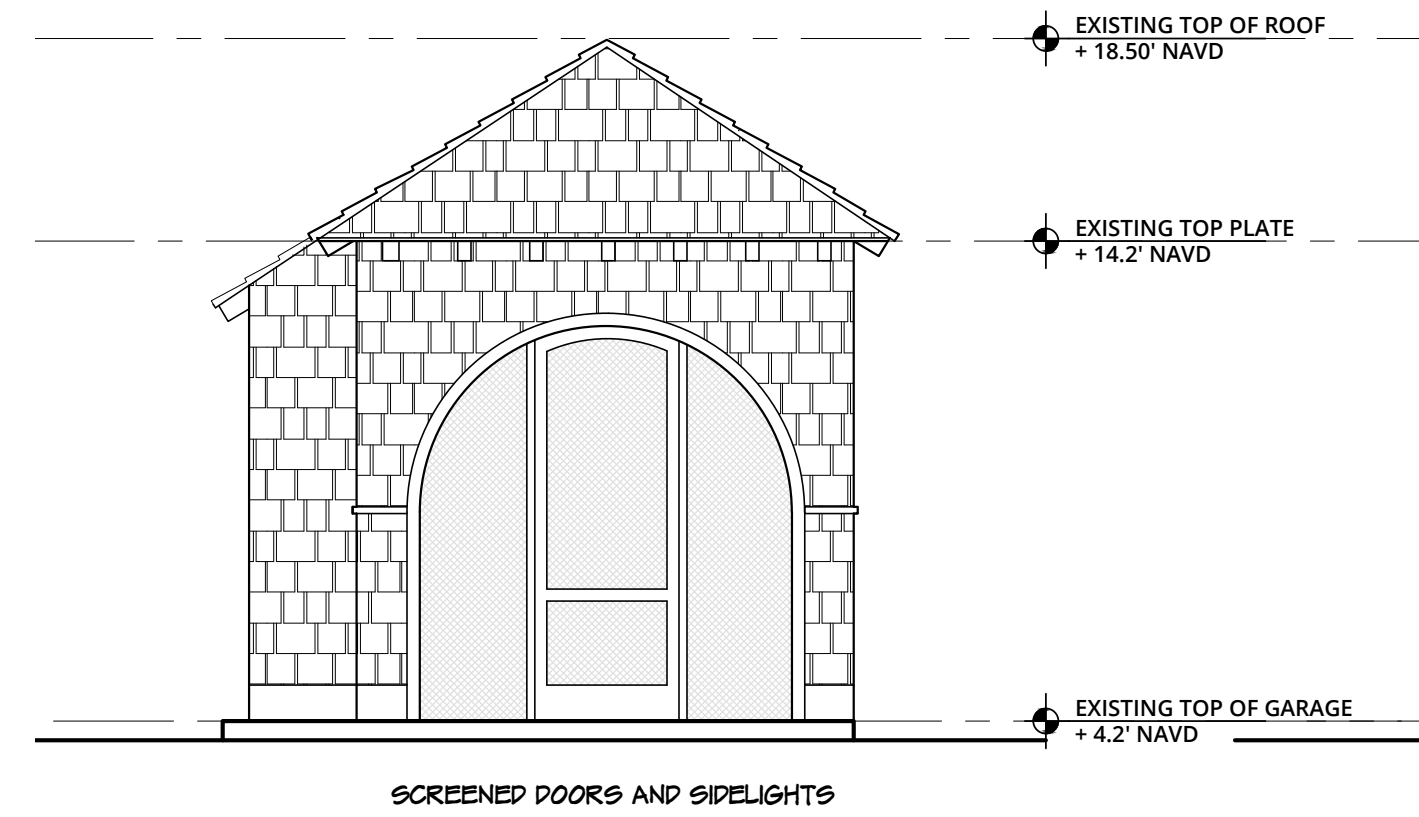 EXISTING TOP OF ROOF
+ 18.50' NAVD
EXISTING TOP PLATE
+ 14.2' NAVD
EXISTING TOP OF GARAGE
+ 4.2' NAVD
SCREENED DOORS AND SIDELIGHTS